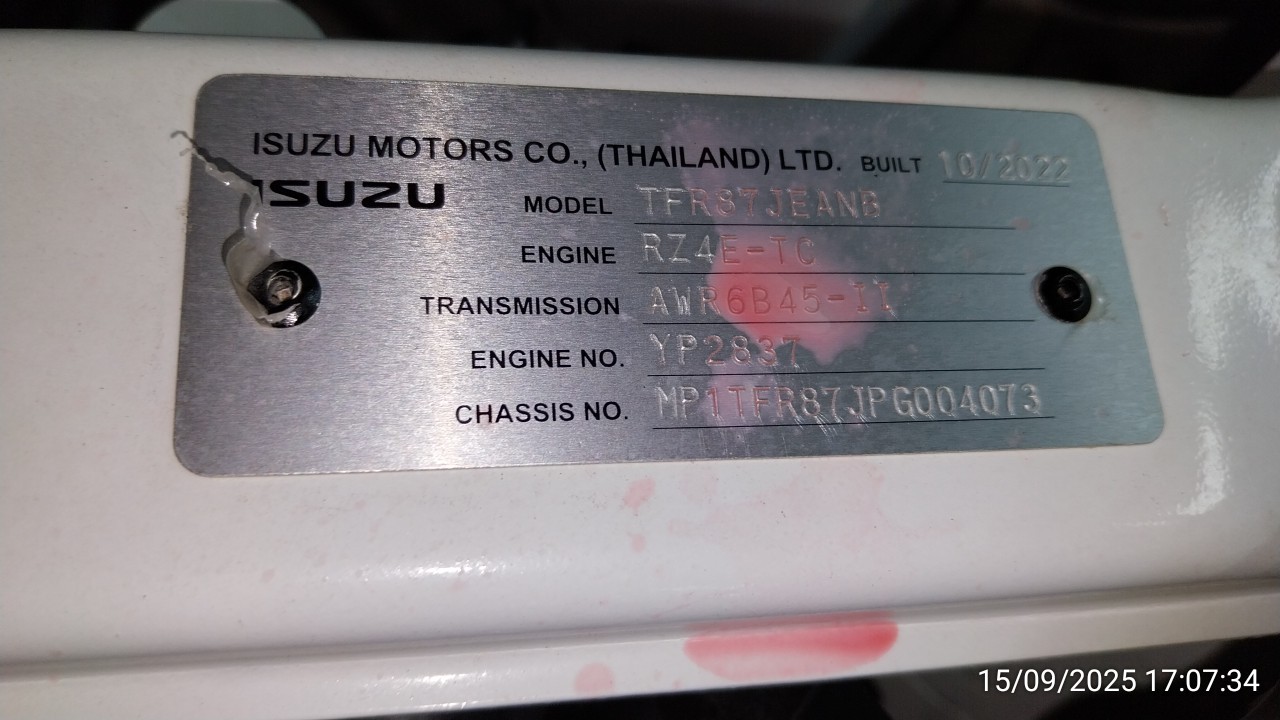 ISUZU MOTORS CO., (THAILAND) LTD. BUILT 10/2022
ISUZU MODEL TFR87JEANB
ENGINE RZ4E-TC
TRANSMISSION AWR6B45-II
ENGINE NO. YP2837
CHASSIS NO. MP1TFR87JPG004073
15/09/2025 17:07:34